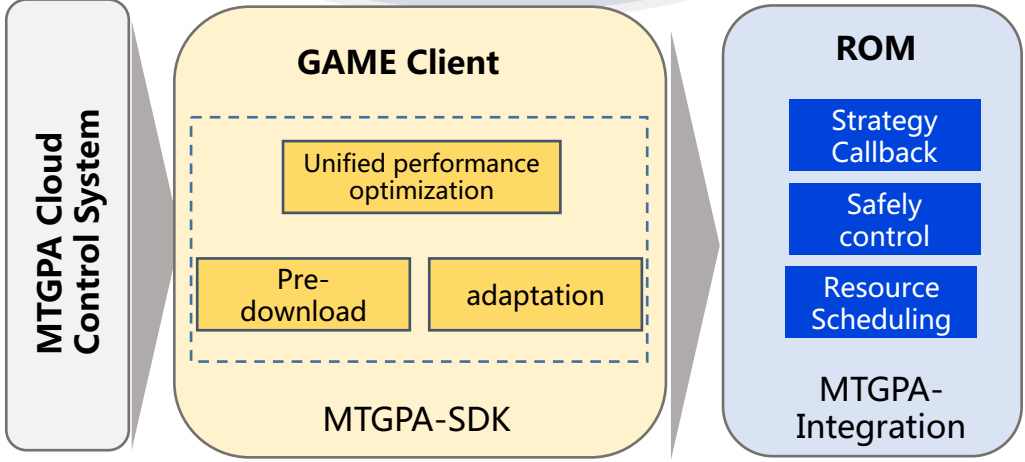 MTGPA Cloud
Control System
GAME Client
Unified performance
optimization
Pre-
download
adaptation
MTGPA-SDK
ROM
Strategy
Callback
Safely
control
Resource
Scheduling
MTGPA-
Integration